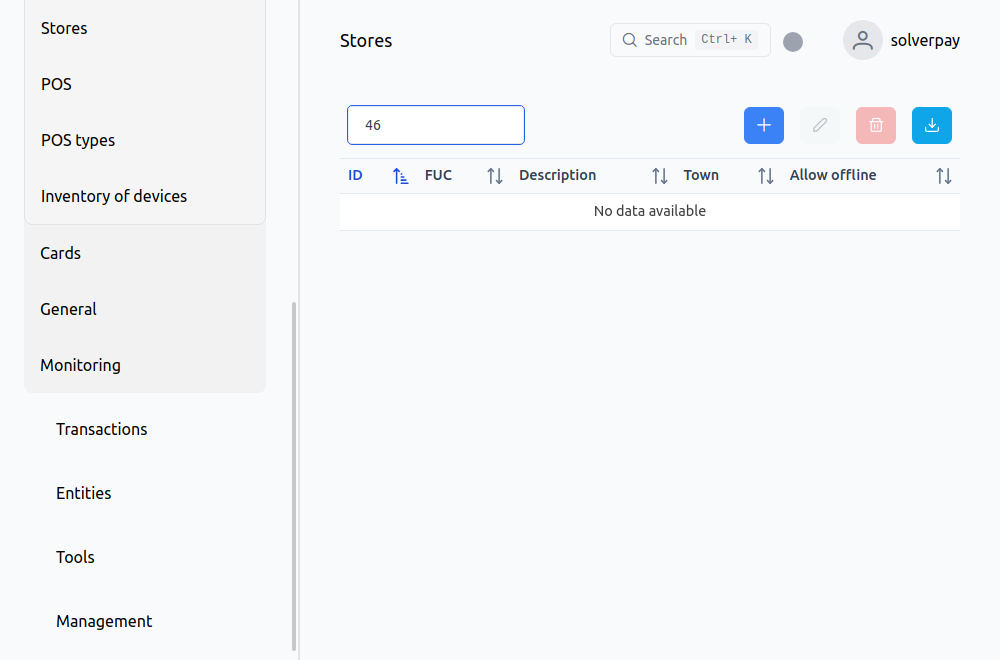 Stores
POS
POS types
Inventory of devices
Cards
General
Monitoring
Transactions
Entities
Tools
Management
Stores
Search Ctrl+ K
solverpay
46
ID FUC Description Town Allow offline
No data available